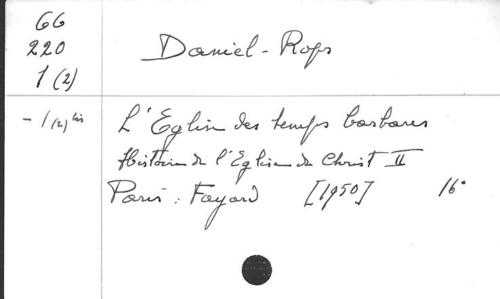 GG
220
1 (2)
Daniel-Rops
- 1 (2) bis
L'Eglise des temps barbares
Histoire de l'Eglise du Christ II
Paris : Fayard [1950] 16°